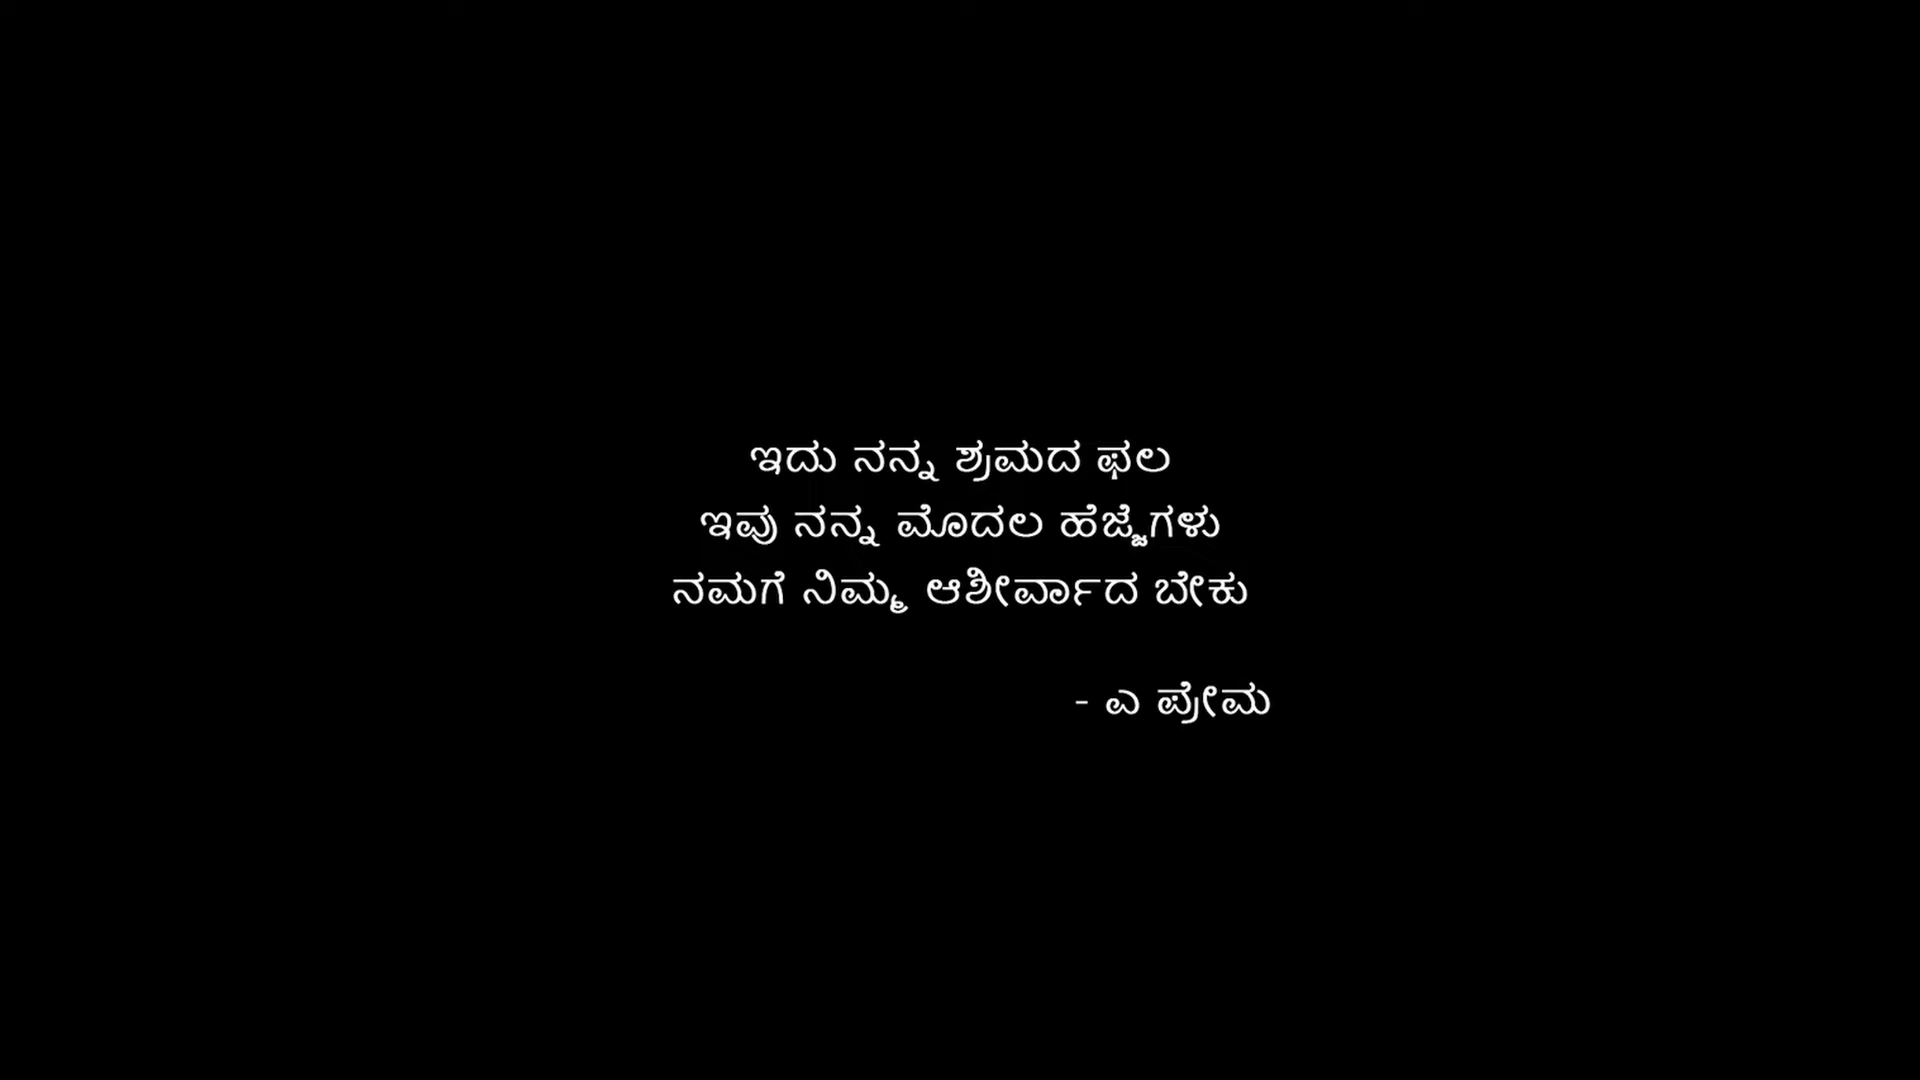 ಇದು ನನ್ನ ಶ್ರಮದ ಫಲ
ಇವು ನನ್ನ ಮೊದಲ ಹೆಜ್ಜೆಗಳು
ನಮಗೆ ನಿಮ್ಮ ಆಶೀರ್ವಾದ ಬೇಕು
- ಎ ಪ್ರೇಮ